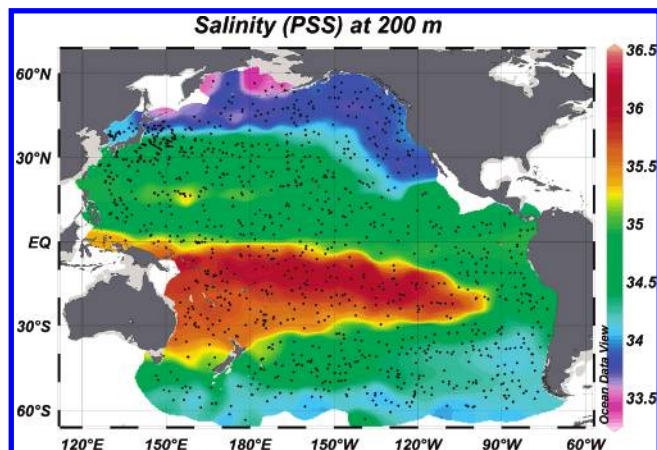 Salinity (PSS) at 200 m
60°N
30°N
EQ
30°S
60°S
120°E 150°E 180°E 150°W 120°W 90°W 60°W
36.5
36
35.5
35
34.5
34
33.5
Ocean Data View